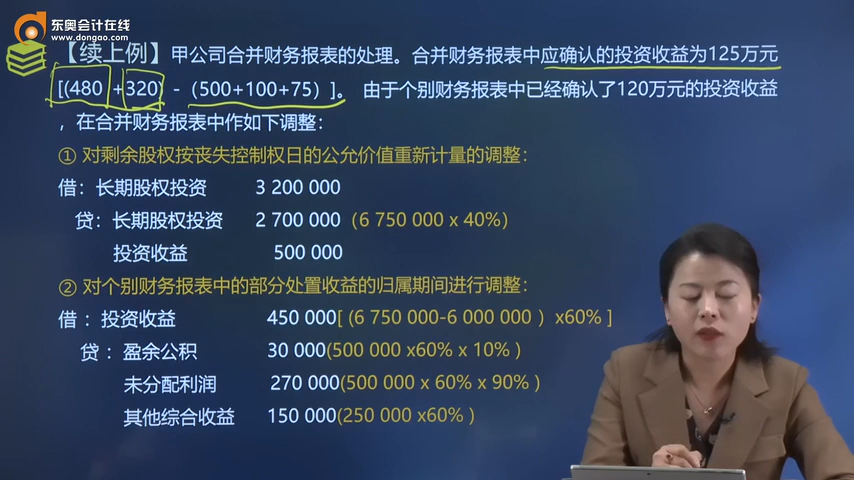 东奥会计在线
www.dongao.com
【续上例】甲公司合并财务报表的处理。合并财务报表中应确认的投资收益为125万元
[(480 +320) - (500+100+75) ]。 由于个别财务报表中已经确认了120万元的投资收益
，在合并财务报表中作如下调整：
① 对剩余股权按丧失控制权日的公允价值重新计量的调整：
借：长期股权投资 3 200 000
贷：长期股权投资 2 700 000（6 750 000 x 40%）
投资收益 500 000
② 对个别财务报表中的部分处置收益的归属期间进行调整：
借 ：投资收益 450 000[ (6 750 000-6 000 000 ）x60% ]
贷 ：盈余公积 30 000(500 000 x60% x 10% )
未分配利润 270 000(500 000 x 60% x 90% )
其他综合收益 150 000(250 000 x60% )